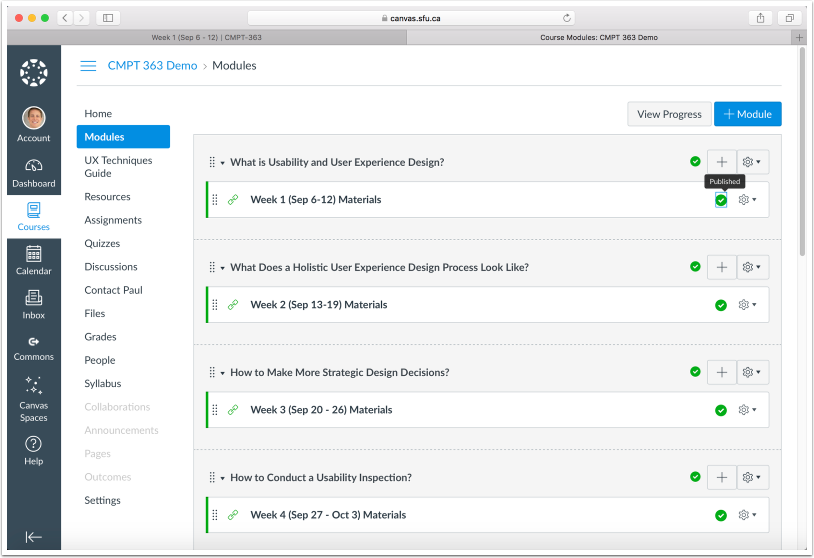 canvas.sfu.ca
Week 1 (Sep 6 - 12) | CMPT-363
Course Modules: CMPT 363 Demo
Account
Dashboard
Courses
Calendar
Inbox
Commons
Canvas
Spaces
Help
CMPT 363 Demo › Modules
Home
Modules
UX Techniques
Guide
Resources
Assignments
Quizzes
Discussions
Contact Paul
Files
Grades
People
Syllabus
Collaborations
Announcements
Pages
Outcomes
Settings
View Progress
+ Module
What is Usability and User Experience Design?
Published
Week 1 (Sep 6-12) Materials
What Does a Holistic User Experience Design Process Look Like?
Week 2 (Sep 13-19) Materials
How to Make More Strategic Design Decisions?
Week 3 (Sep 20 - 26) Materials
How to Conduct a Usability Inspection?
Week 4 (Sep 27 - Oct 3) Materials